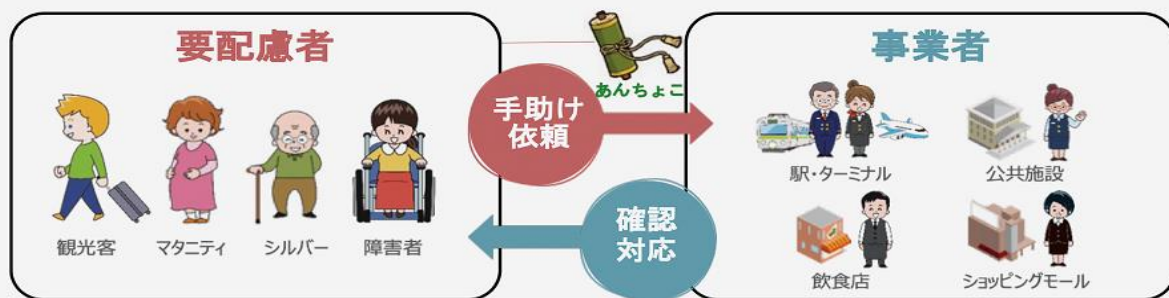 要配慮者
観光客
マタニティ
シルバー
障害者
あんちょこ
手助け
依頼
確認
対応
事業者
駅・ターミナル
公共施設
飲食店
ショッピングモール